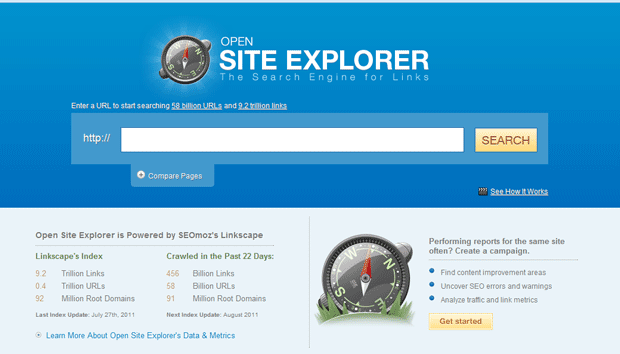 OPEN
SITE EXPLORER
The Search Engine for Links
Enter a URL to start searching 58 billion URLs and 9.2 trillion links
http://
SEARCH
Compare Pages
See How It Works
Open Site Explorer is Powered by SEOmoz's Linkscape
Linkscape's Index
9.2 Trillion Links
0.4 Trillion URLs
92 Million Root Domains
Last Index Update: July 27th, 2011
Crawled in the Past 22 Days:
456 Billion Links
58 Billion URLs
91 Million Root Domains
Next Index Update: August 2011
Learn More About Open Site Explorer's Data & Metrics
N
E
S
W
Performing reports for the same site
often? Create a campaign.
Find content improvement areas
Uncover SEO errors and warnings
Analyze traffic and link metrics
Get started